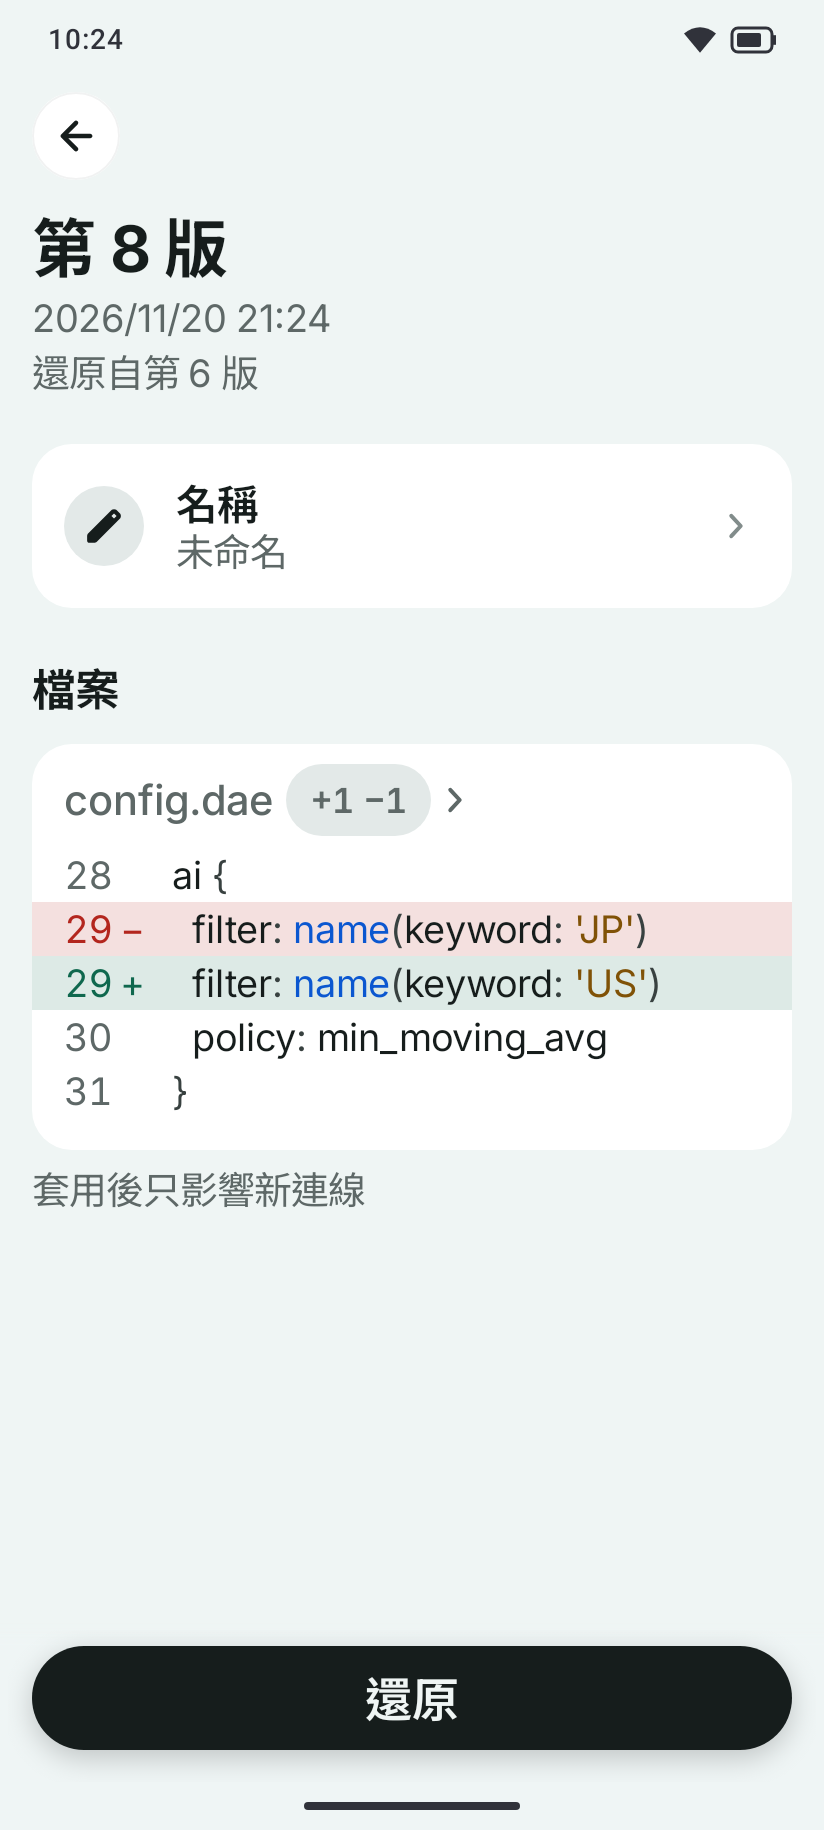 10:24
第 8 版
2026/11/20 21:24
還原自第 6 版
名稱
未命名
檔案
config.dae +1 −1
28 ai {
29 − filter: name(keyword: 'JP')
29 + filter: name(keyword: 'US')
30 policy: min_moving_avg
31 }
套用後只影響新連線
還原